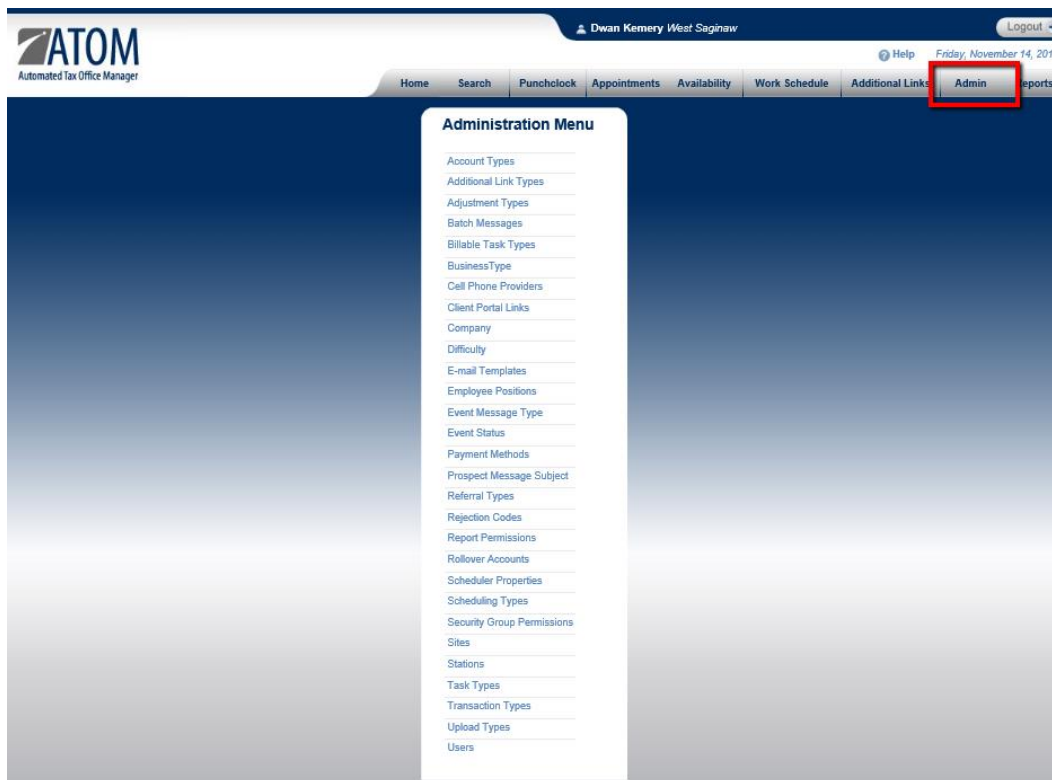 ATOM
Automated Tax Office Manager
Dwan Kemery West Saginaw
Logout
Help Friday, November 14, 201
Home Search Punchclock Appointments Availability Work Schedule Additional Links Admin Reports
Administration Menu
Account Types
Additional Link Types
Adjustment Types
Batch Messages
Billable Task Types
BusinessType
Cell Phone Providers
Client Portal Links
Company
Difficulty
E-mail Templates
Employee Positions
Event Message Type
Event Status
Payment Methods
Prospect Message Subject
Referral Types
Rejection Codes
Report Permissions
Rollover Accounts
Scheduler Properties
Scheduling Types
Security Group Permissions
Sites
Stations
Task Types
Transaction Types
Upload Types
Users